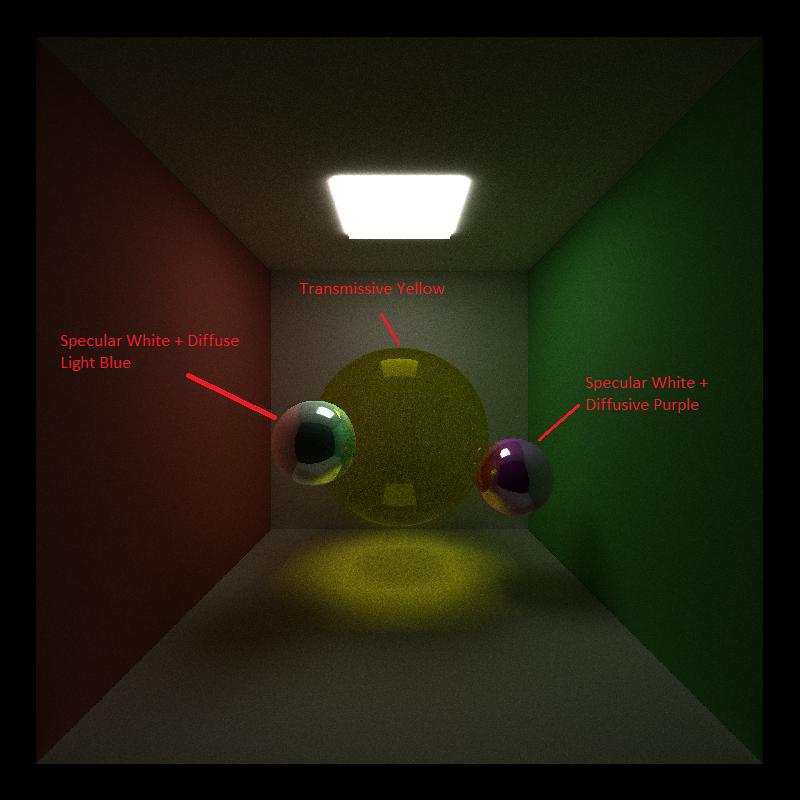 Transmissive Yellow
Specular White + Diffuse
Light Blue
Specular White +
Diffusive Purple